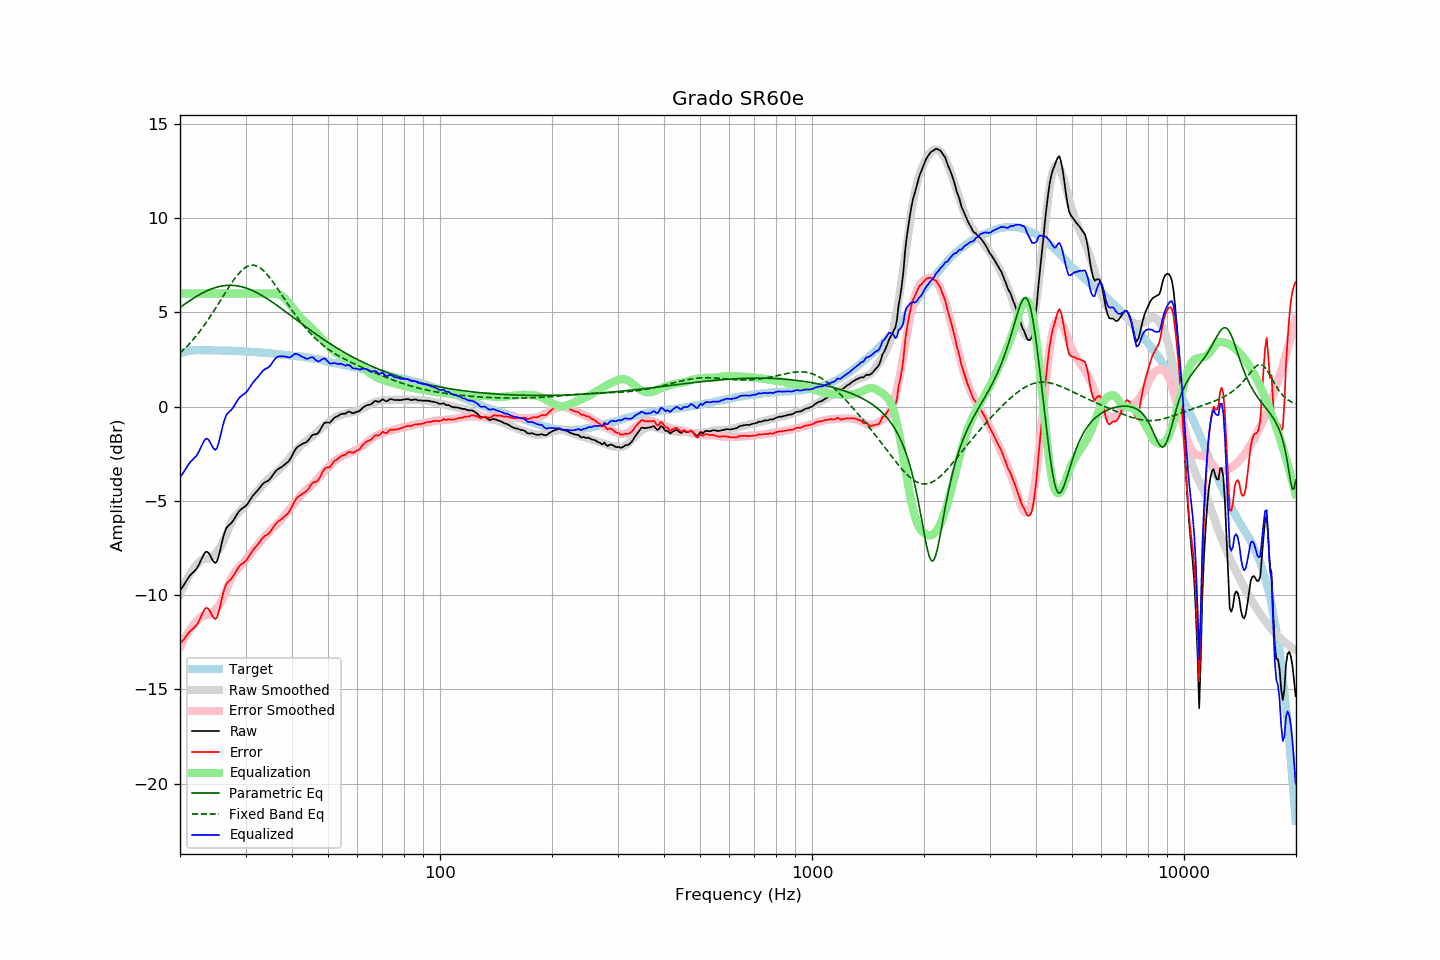 Grado SR60e
15
10
5
0
−5
−10
−15
−20
Amplitude (dBr)
Target
Raw Smoothed
Error Smoothed
Raw
Error
Equalization
Parametric Eq
Fixed Band Eq
Equalized
100
1000
10000
Frequency (Hz)